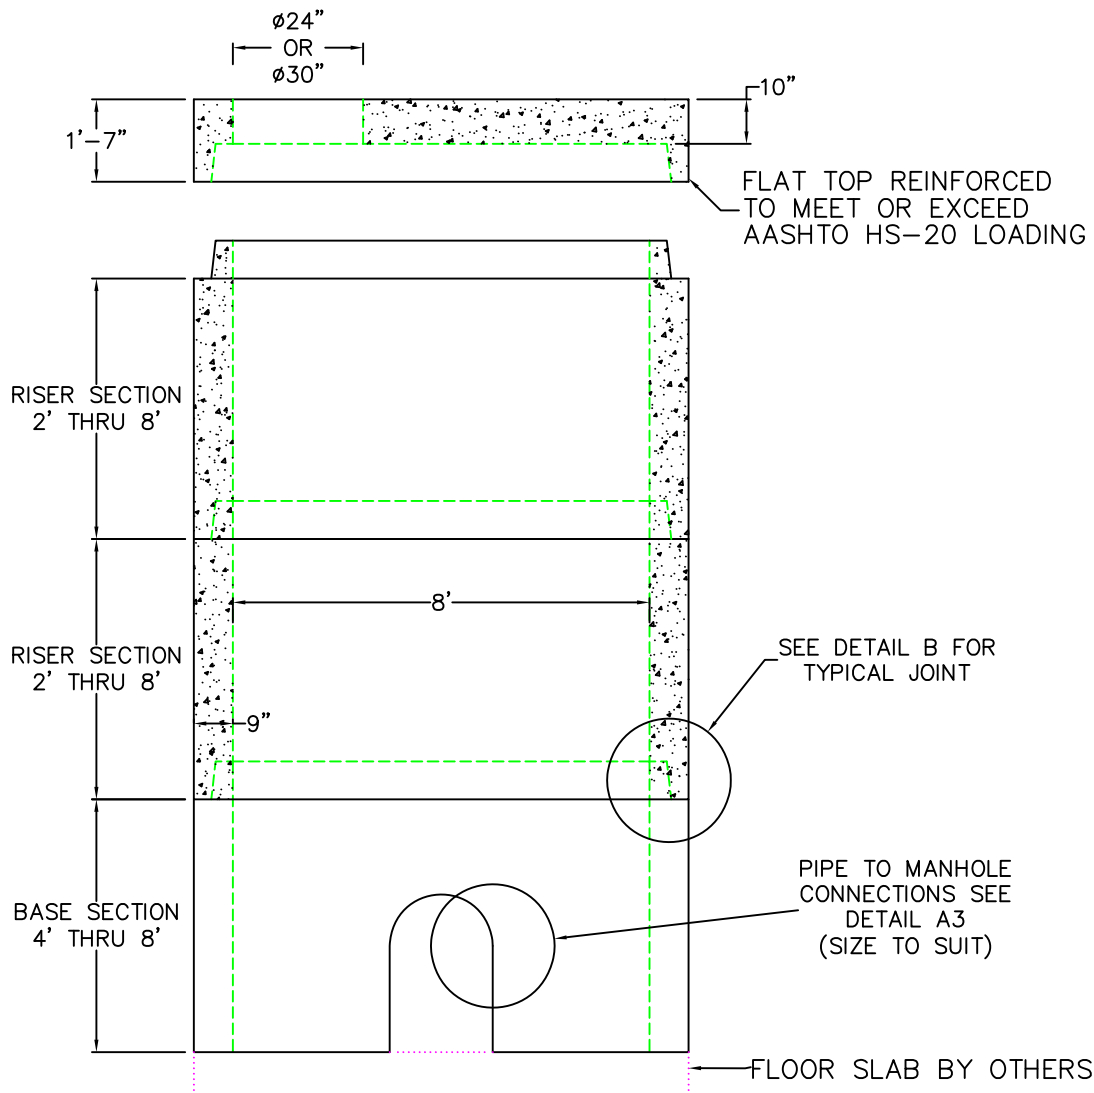 ø24”
OR
ø30”
10”
1'-7”
FLAT TOP REINFORCED
TO MEET OR EXCEED
AASHTO HS-20 LOADING
RISER SECTION
2' THRU 8'
8'
RISER SECTION
2' THRU 8'
SEE DETAIL B FOR
TYPICAL JOINT
9”
PIPE TO MANHOLE
CONNECTIONS SEE
DETAIL A3
(SIZE TO SUIT)
BASE SECTION
4' THRU 8'
FLOOR SLAB BY OTHERS